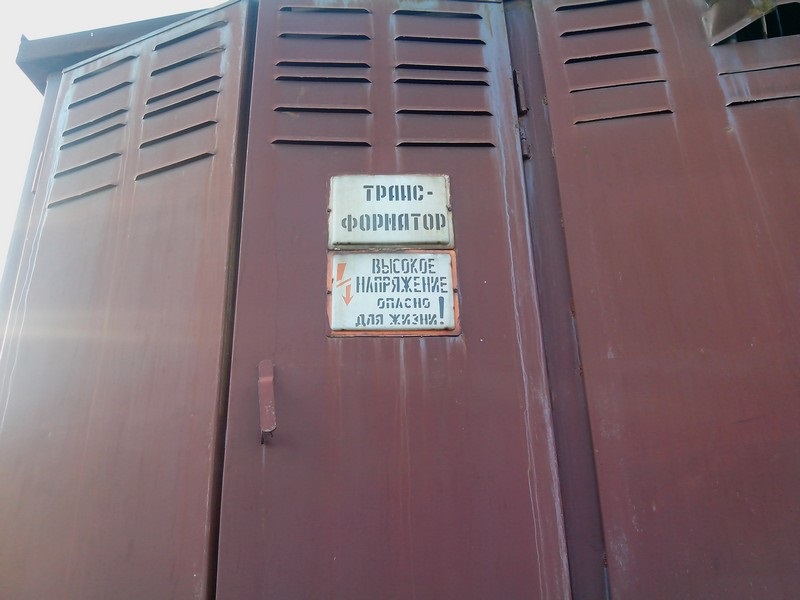 ТРАНС-
ФОРМАТОР
ВЫСОКОЕ
НАПРЯЖЕНИЕ
ОПАСНО
ДЛЯ ЖИЗНИ!